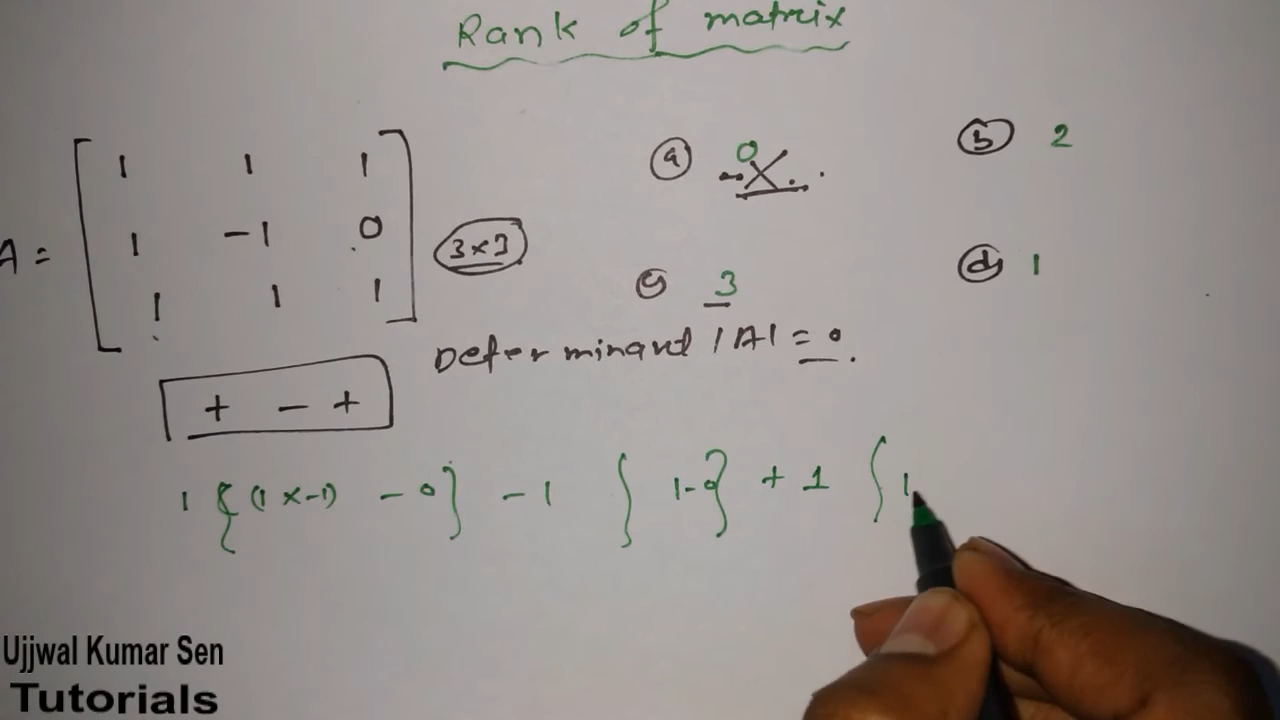 Rank of matrix
A = [ 1 1 1
1 -1 0
1 1 1 ] 3×3
(a) 0
(b) 2
(c) 3
(d) 1
Determinant |A| = 0.
+ - +
1 { (1 × -1) - 0 } - 1 { 1-0 } + 1 { 1
Ujjwal Kumar Sen
Tutorials